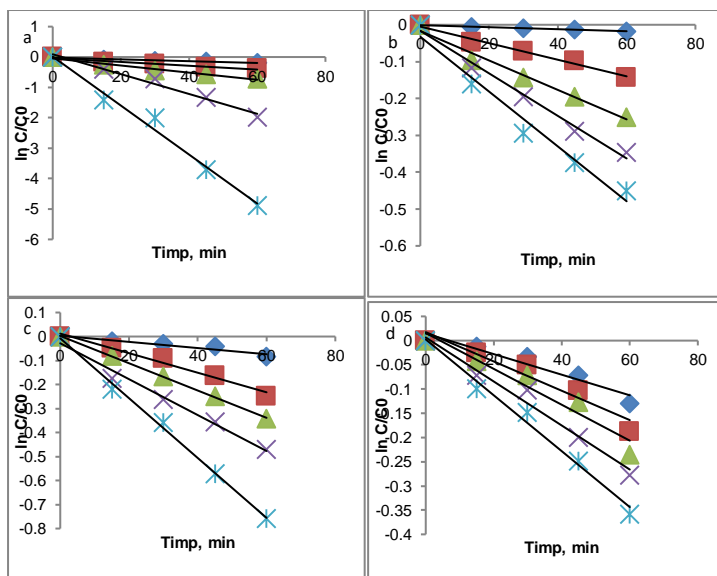 a
1
0
-1
-2
-3
-4
-5
-6
0 20 40 60 80
ln C/C0
Timp, min
b
0
-0.1
-0.2
-0.3
-0.4
-0.5
-0.6
0 20 40 60 80
ln C/C0
Timp, min
c
0.1
0
-0.1
-0.2
-0.3
-0.4
-0.5
-0.6
-0.7
-0.8
0 20 40 60 80
ln C/C0
Timp, min
d
0.05
0
-0.05
-0.1
-0.15
-0.2
-0.25
-0.3
-0.35
-0.4
0 20 40 60 80
ln C/C0
Timp, min